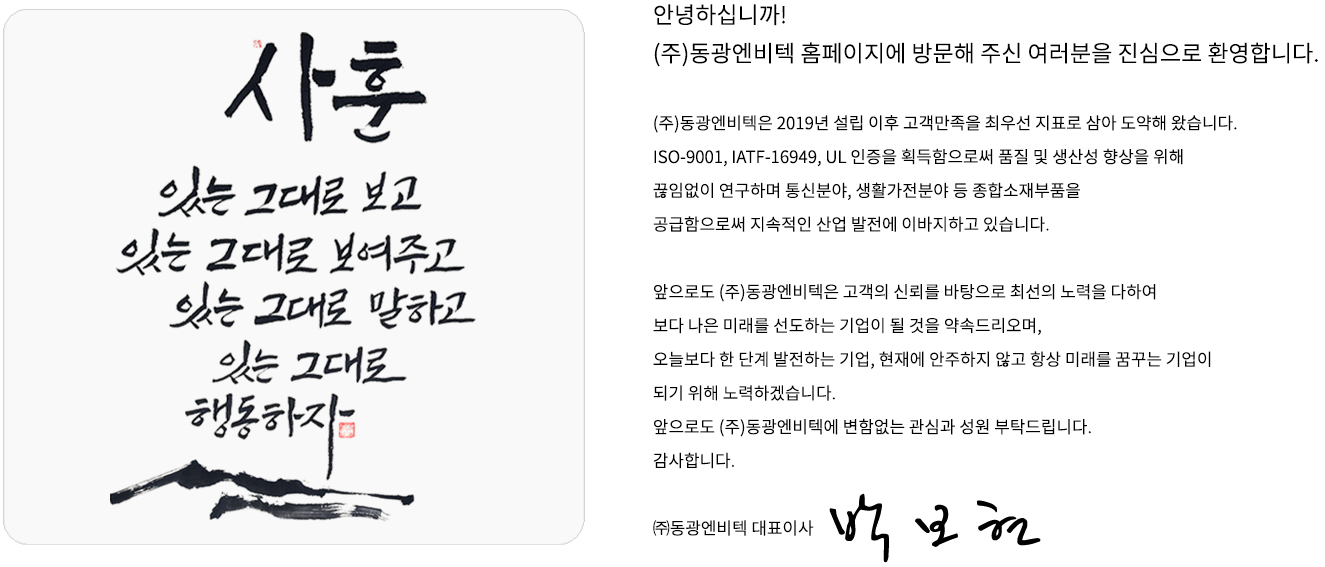 사훈
있는 그대로 보고
있는 그대로 보여주고
있는 그대로 말하고
있는 그대로
행동하자
안녕하십니까!
(주)동광엔비텍 홈페이지에 방문해 주신 여러분을 진심으로 환영합니다.
(주)동광엔비텍은 2019년 설립 이후 고객만족을 최우선 지표로 삼아 도약해 왔습니다.
ISO-9001, IATF-16949, UL 인증을 획득함으로써 품질 및 생산성 향상을 위해
끊임없이 연구하며 통신분야, 생활가전분야 등 종합소재부품을
공급함으로써 지속적인 산업 발전에 이바지하고 있습니다.
앞으로도 (주)동광엔비텍은 고객의 신뢰를 바탕으로 최선의 노력을 다하여
보다 나은 미래를 선도하는 기업이 될 것을 약속드리오며,
오늘보다 한 단계 발전하는 기업, 현재에 안주하지 않고 항상 미래를 꿈꾸는 기업이
되기 위해 노력하겠습니다.
앞으로도 (주)동광엔비텍에 변함없는 관심과 성원 부탁드립니다.
감사합니다.
㈜동광엔비텍 대표이사 박보현